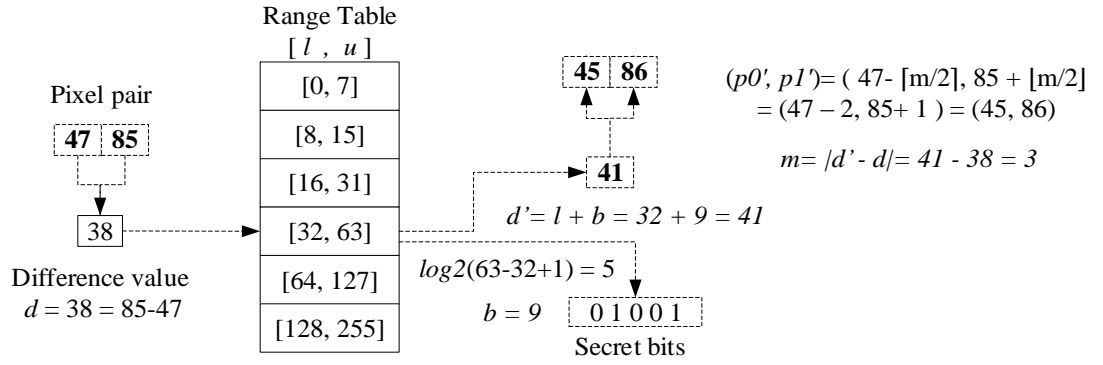 Range Table
[ l , u ]
[0, 7]
[8, 15]
[16, 31]
[32, 63]
[64, 127]
[128, 255]
Pixel pair
47 85
38
Difference value
d = 38 = 85-47
45 86
41
d’= l + b = 32 + 9 = 41
log2(63-32+1) = 5
b = 9
0 1 0 0 1
Secret bits
(p0', p1')= ( 47- ⌈m/2⌉, 85 + ⌊m/2⌋
= (47 – 2, 85+ 1 ) = (45, 86)
m= |d’ - d|= 41 - 38 = 3